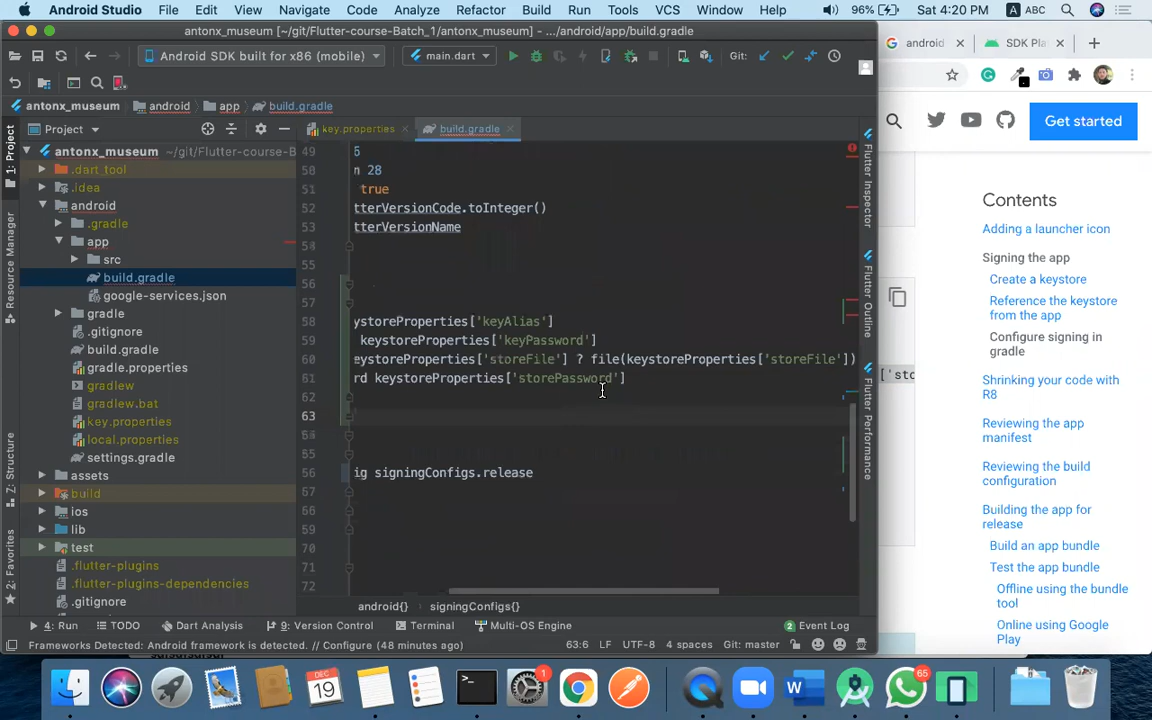 Android Studio File Edit View Navigate Code Analyze Refactor Build Run Tools VCS Window Help 96% Sat 4:20 PM A ABC
antonx_museum [~/git/Flutter-course-Batch_1/antonx_museum] - .../android/app/build.gradle
android SDK Pla
Android SDK built for x86 (mobile) main.dart Git:
antonx_museum android app build.gradle
Get started
Project key.properties build.gradle
1: Project
Resource Manager
Z: Structure
2: Favorites
antonx_museum ~/git/Flutter-course-B
.dart_tool
.idea
android
.gradle
app
src
build.gradle
google-services.json
gradle
.gitignore
build.gradle
gradle.properties
gradlew
gradlew.bat
key.properties
local.properties
settings.gradle
assets
build
ios
lib
test
.flutter-plugins
.flutter-plugins-dependencies
.gitignore
49 6
50 n 28
51 true
52 tterVersionCode.toInteger()
53 tterVersionName
54
55
56
57
58 ystoreProperties['keyAlias']
59 keystoreProperties['keyPassword']
60 eystoreProperties['storeFile'] ? file(keystoreProperties['storeFile'])
61 rd keystoreProperties['storePassword']
62
63
64
65
66 ig signingConfigs.release
67
68
69
70
71
72
android{} signingConfigs{}
Flutter Inspector
Flutter Outline
Flutter Performance
['sto
Contents
Adding a launcher icon
Signing the app
Create a keystore
Reference the keystore
from the app
Configure signing in
gradle
Shrinking your code with
R8
Reviewing the app
manifest
Reviewing the build
configuration
Building the app for
release
Build an app bundle
Test the app bundle
Offline using the bundle
tool
Online using Google
Play
4: Run TODO Dart Analysis 9: Version Control Terminal Multi-OS Engine 2 Event Log
Frameworks Detected: Android framework is detected. // Configure (48 minutes ago) 63:6 LF UTF-8 4 spaces Git: master
DEC
19
1
65